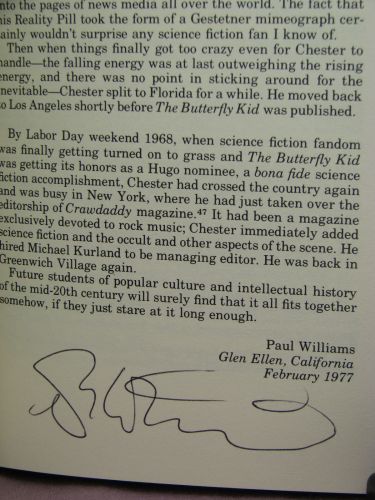 into the pages of news media all over the world. The fact that
his Reality Pill took the form of a Gestetner mimeograph cer-
tainly wouldn't surprise any science fiction fan I know of.
Then when things finally got too crazy even for Chester to
handle—the falling energy was at last outweighing the rising
energy, and there was no point in sticking around for the
inevitable—Chester split to Florida for a while. He moved back
to Los Angeles shortly before The Butterfly Kid was published.
By Labor Day weekend 1968, when science fiction fandom
was finally getting turned on to grass and The Butterfly Kid
was getting its honors as a Hugo nominee, a bona fide science
fiction accomplishment, Chester had crossed the country again
and was busy in New York, where he had just taken over the
editorship of Crawdaddy magazine.47 It had been a magazine
exclusively devoted to rock music; Chester immediately added
science fiction and the occult and other aspects of the scene. He
hired Michael Kurland to be managing editor. He was back in
Greenwich Village again.
Future students of popular culture and intellectual history
of the mid-20th century will surely find that it all fits together
somehow, if they just stare at it long enough.
Paul Williams
Glen Ellen, California
February 1977